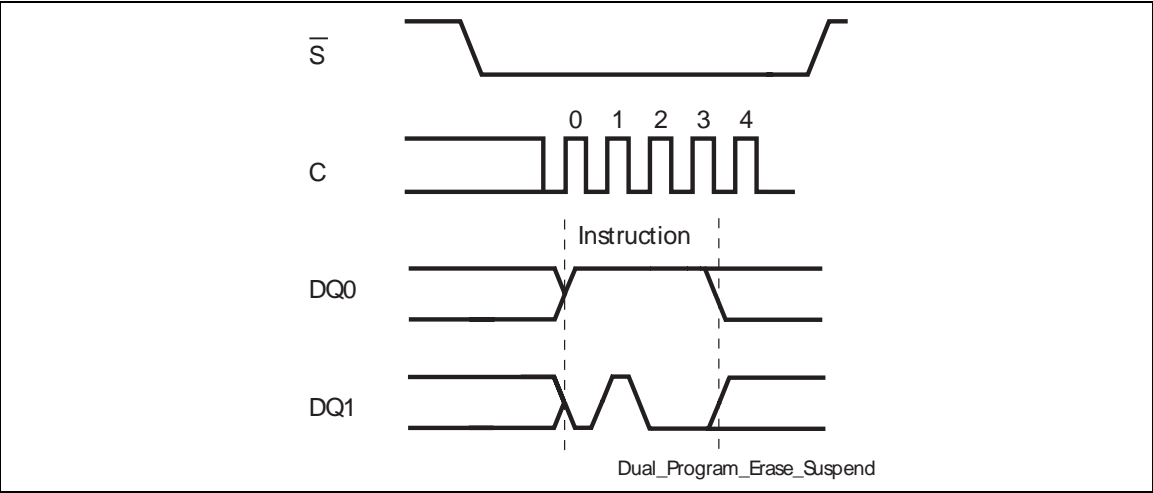 S̅
0 1 2 3 4
C
Instruction
DQ0
DQ1
Dual_Program_Erase_Suspend